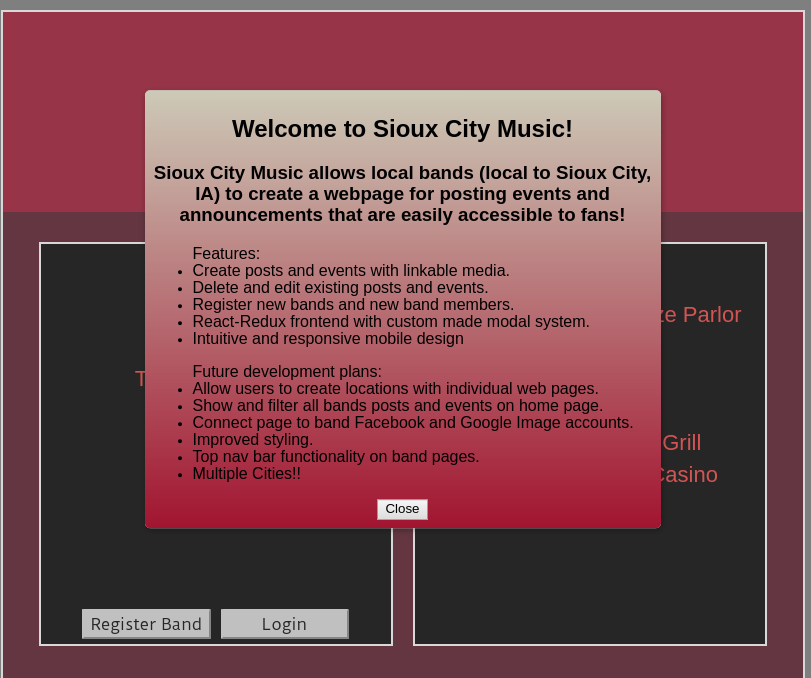 Welcome to Sioux City Music!
Sioux City Music allows local bands (local to Sioux City,
IA) to create a webpage for posting events and
announcements that are easily accessible to fans!
Features:
Create posts and events with linkable media.
Delete and edit existing posts and events.
Register new bands and new band members.
React-Redux frontend with custom made modal system.
Intuitive and responsive mobile design
Future development plans:
Allow users to create locations with individual web pages.
Show and filter all bands posts and events on home page.
Connect page to band Facebook and Google Image accounts.
Improved styling.
Top nav bar functionality on band pages.
Multiple Cities!!
Close
Parlor
Grill
Casino
Register Band
Login